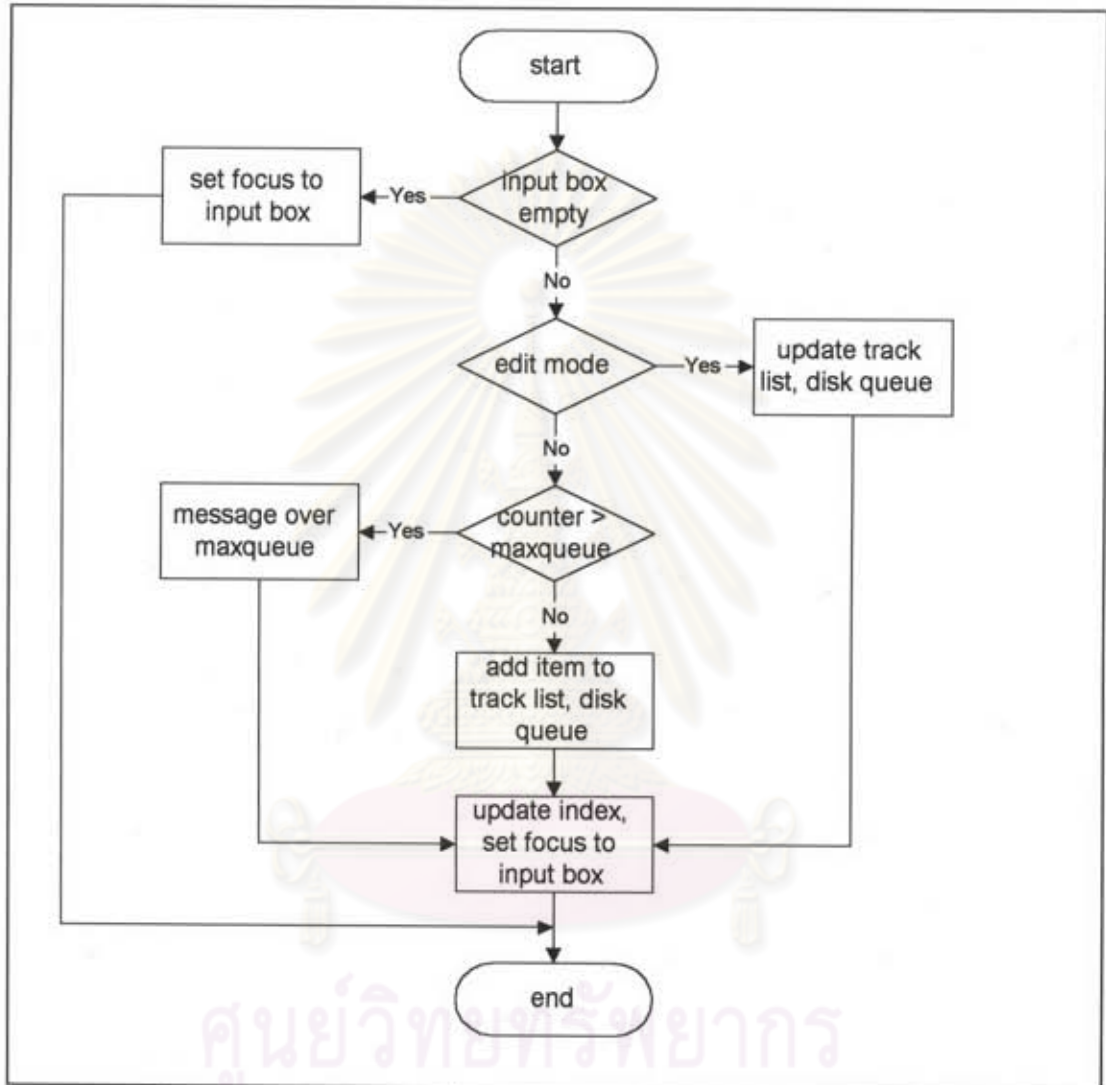 start
input box
empty
Yes
set focus to
input box
No
edit mode
Yes
update track
list, disk queue
No
counter >
maxqueue
Yes
message over
maxqueue
No
add item to
track list, disk
queue
update index,
set focus to
input box
end
ศูนย์วิทยทรัพยากร